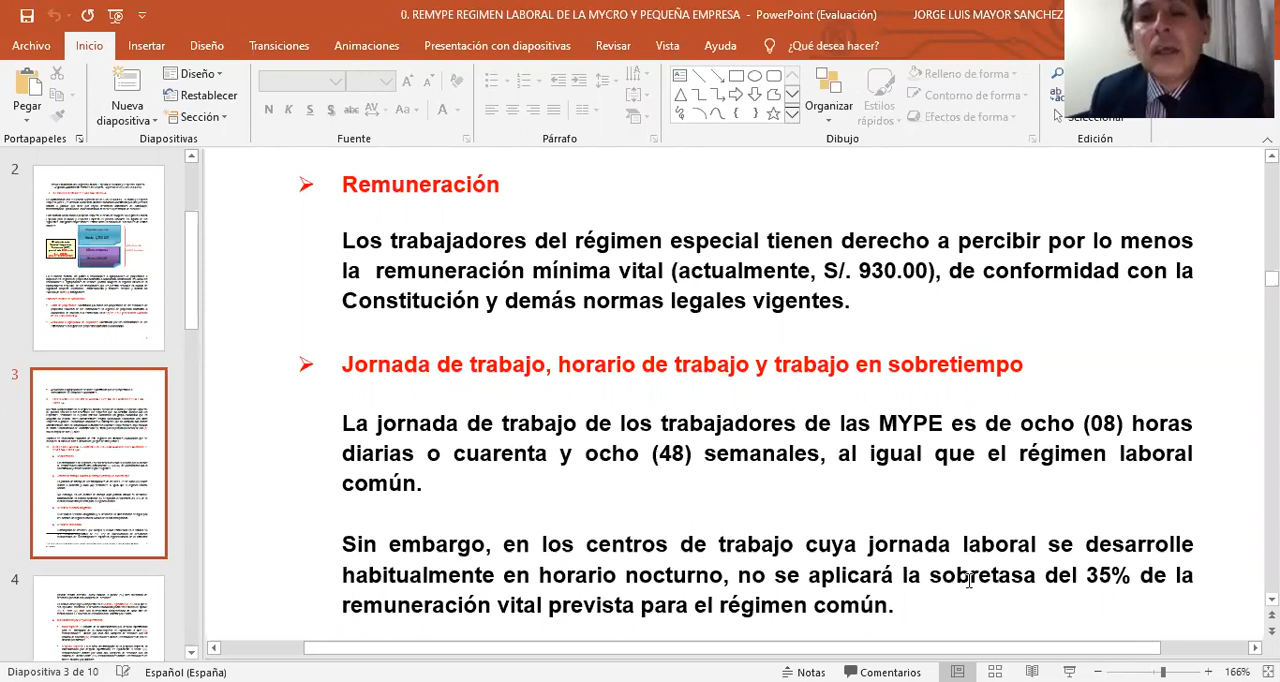 0. REMYPE REGIMEN LABORAL DE LA MYCRO Y PEQUEÑA EMPRESA - PowerPoint (Evaluación)
JORGE LUIS MAYOR SANCHEZ
Archivo Inicio Insertar Diseño Transiciones Animaciones Presentación con diapositivas Revisar Vista Ayuda ¿Qué desea hacer?
Pegar
Nueva diapositiva
Diseño
Restablecer
Sección
N K S S abc AV Aa A
Organizar
Estilos rápidos
Relleno de forma
Contorno de forma
Efectos de forma
Portapapeles Diapositivas Fuente Párrafo Dibujo Edición
2
3
4
Remuneración
Los trabajadores del régimen especial tienen derecho a percibir por lo menos
la remuneración mínima vital (actualmente, S/. 930.00), de conformidad con la
Constitución y demás normas legales vigentes.
Jornada de trabajo, horario de trabajo y trabajo en sobretiempo
La jornada de trabajo de los trabajadores de las MYPE es de ocho (08) horas
diarias o cuarenta y ocho (48) semanales, al igual que el régimen laboral
común.
Sin embargo, en los centros de trabajo cuya jornada laboral se desarrolle
habitualmente en horario nocturno, no se aplicará la sobretasa del 35% de la
remuneración vital prevista para el régimen común.
Diapositiva 3 de 10 Español (España) Notas Comentarios 166%